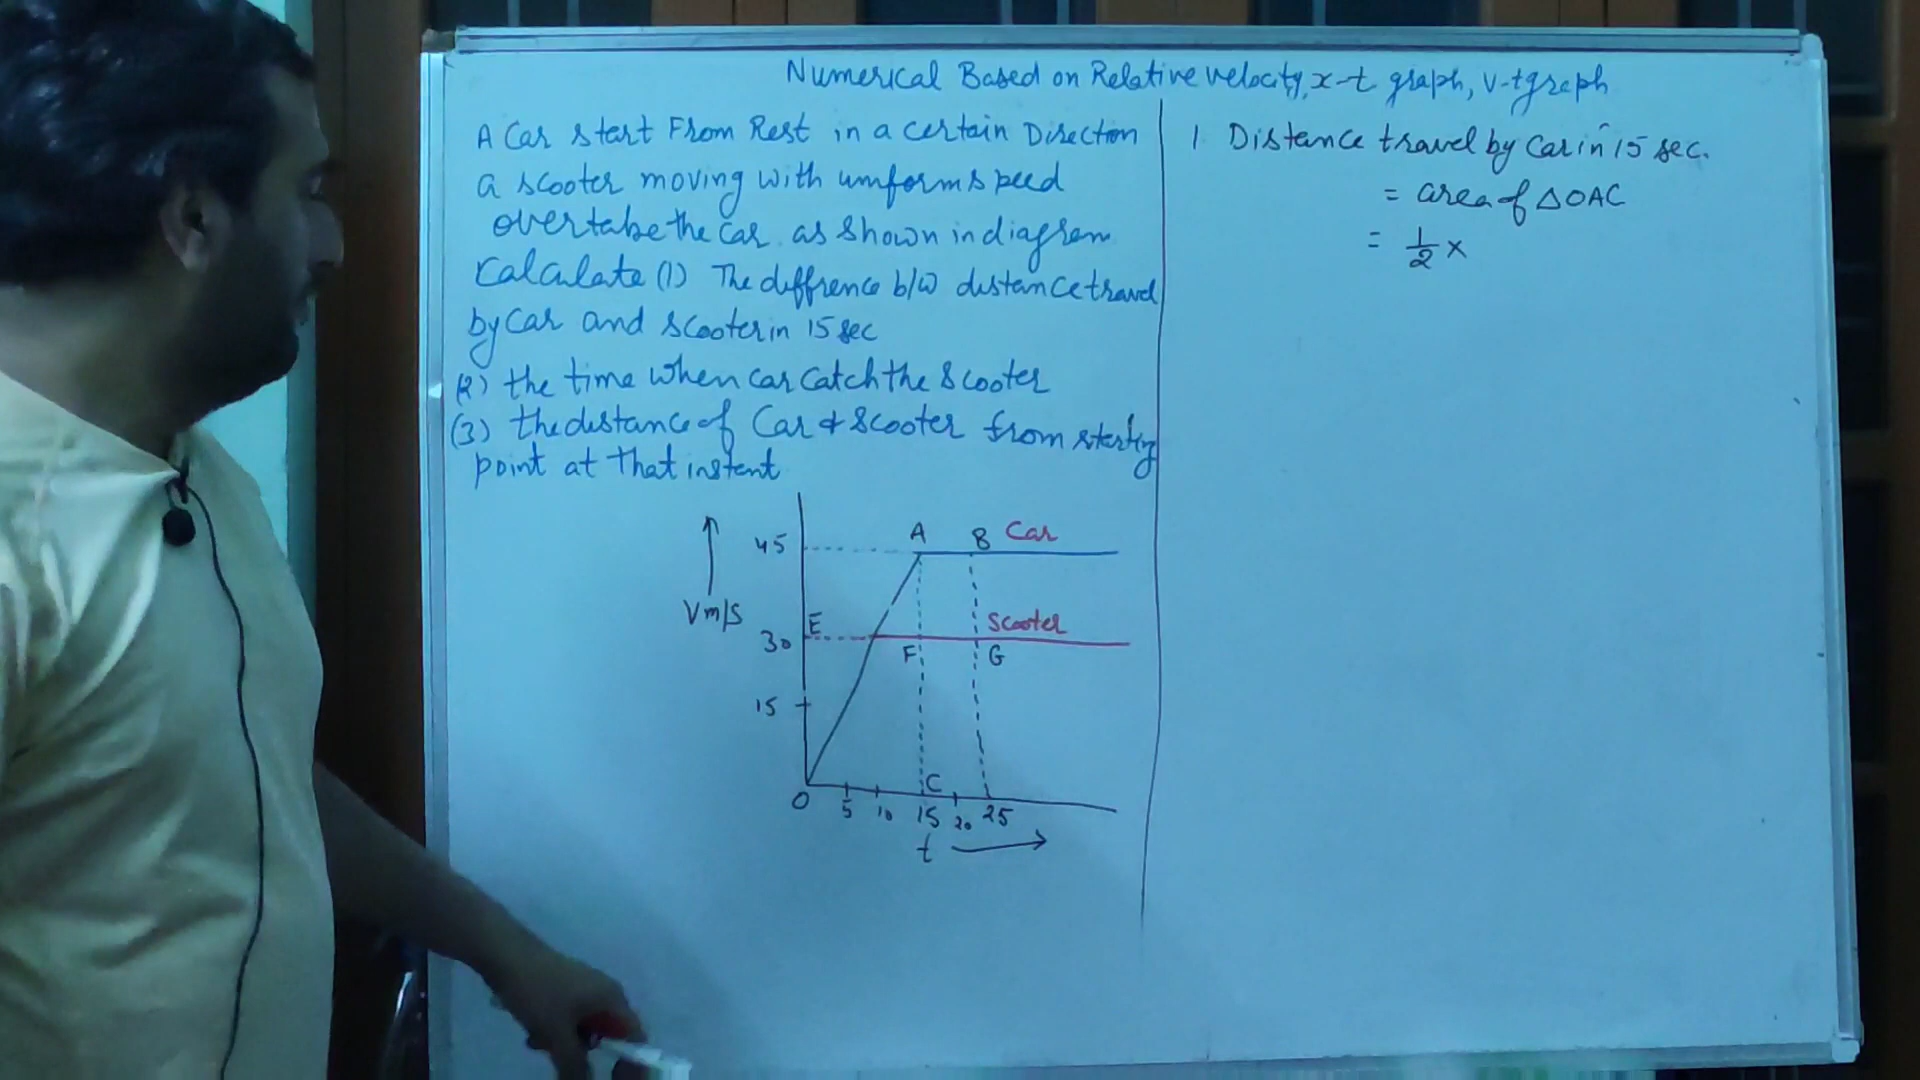 Numerical Based on Relative velocity, x-t graph, v-t graph
A Car start From Rest in a certain Direction
a scooter moving with umform speed
overtake the car as shown in diagram
Calculate (1) The diffrence b/w distance travel
by Car and scooter in 15 sec
(2) the time when car catch the scooter
(3) the distance of Car & scooter from starting
point at that instent
1 Distance travel by Car in 15 sec.
= area of △OAC
= 1/2 ×
45
A
B
Car
V m/s
30
E
Scooter
F
G
15
C
O
5
10
15
20
25
t